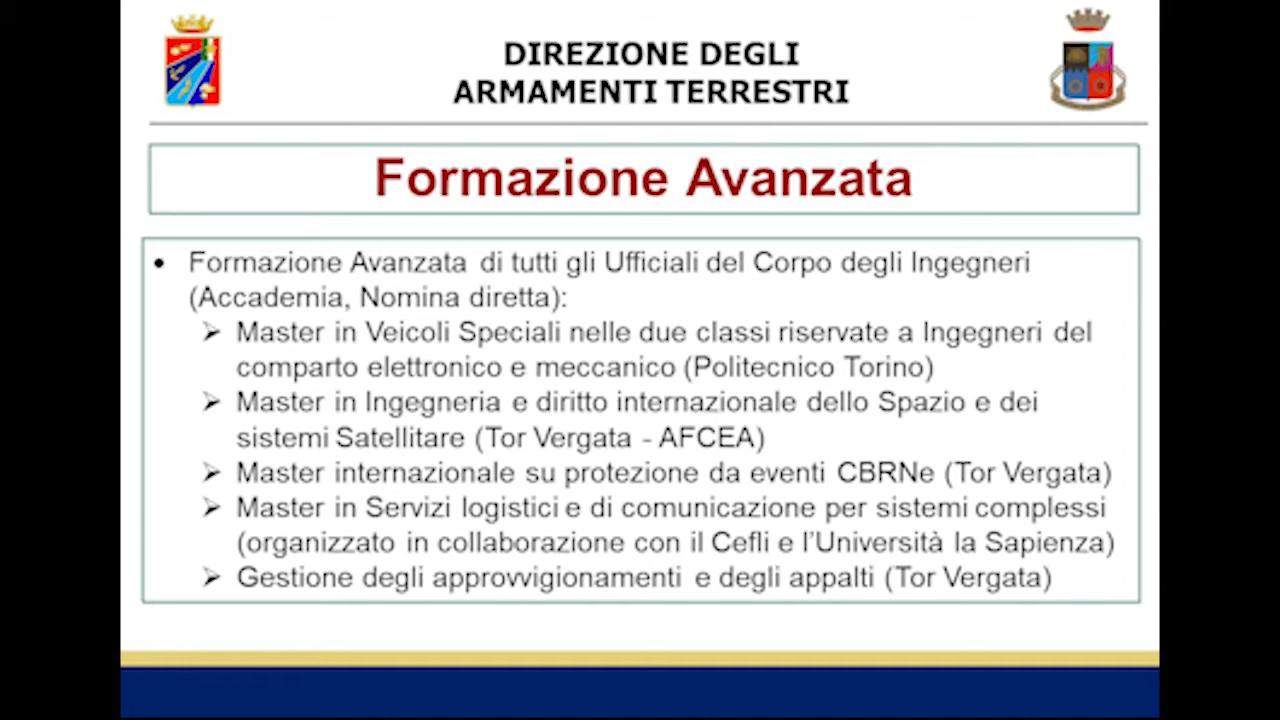 DIREZIONE DEGLI
ARMAMENTI TERRESTRI
Formazione Avanzata
• Formazione Avanzata di tutti gli Ufficiali del Corpo degli Ingegneri
(Accademia, Nomina diretta):
➢ Master in Veicoli Speciali nelle due classi riservate a Ingegneri del
comparto elettronico e meccanico (Politecnico Torino)
➢ Master in Ingegneria e diritto internazionale dello Spazio e dei
sistemi Satellitare (Tor Vergata - AFCEA)
➢ Master internazionale su protezione da eventi CBRNe (Tor Vergata)
➢ Master in Servizi logistici e di comunicazione per sistemi complessi
(organizzato in collaborazione con il Cefli e l'Università la Sapienza)
➢ Gestione degli approvvigionamenti e degli appalti (Tor Vergata)